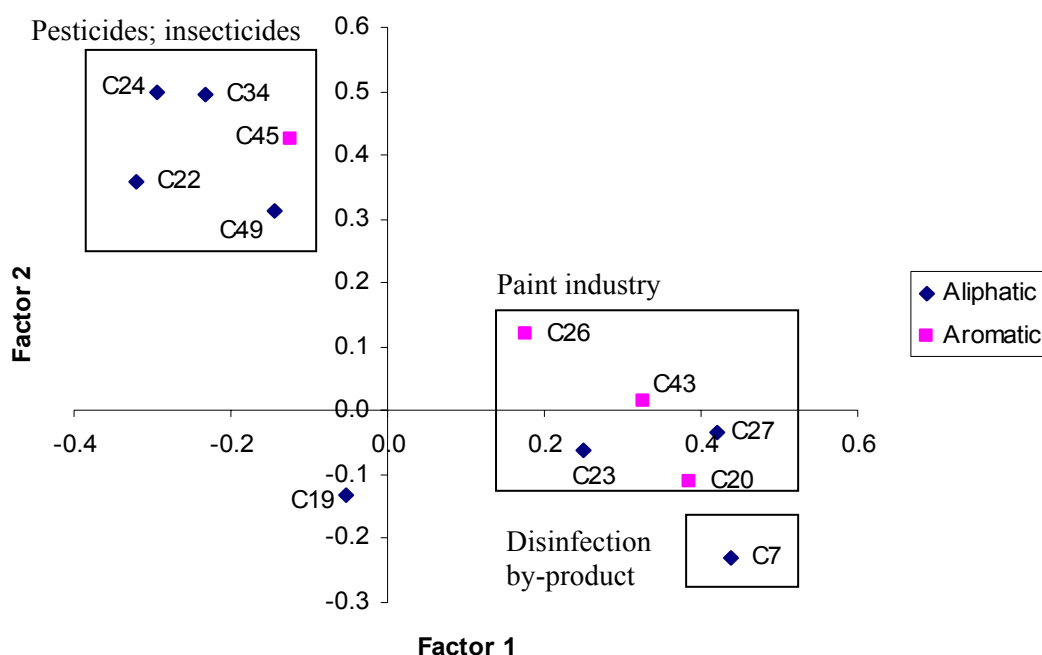 Pesticides; insecticides
0.6
C24
C34
0.5
C45
0.4
C22
0.3
C49
0.2
Factor 2
Paint industry
Aliphatic
Aromatic
0.1
C26
C43
0.0
-0.4
-0.2
0.0
0.2
0.4
0.6
C27
C23
C20
-0.1
C19
-0.2
Disinfection
by-product
C7
-0.3
Factor 1